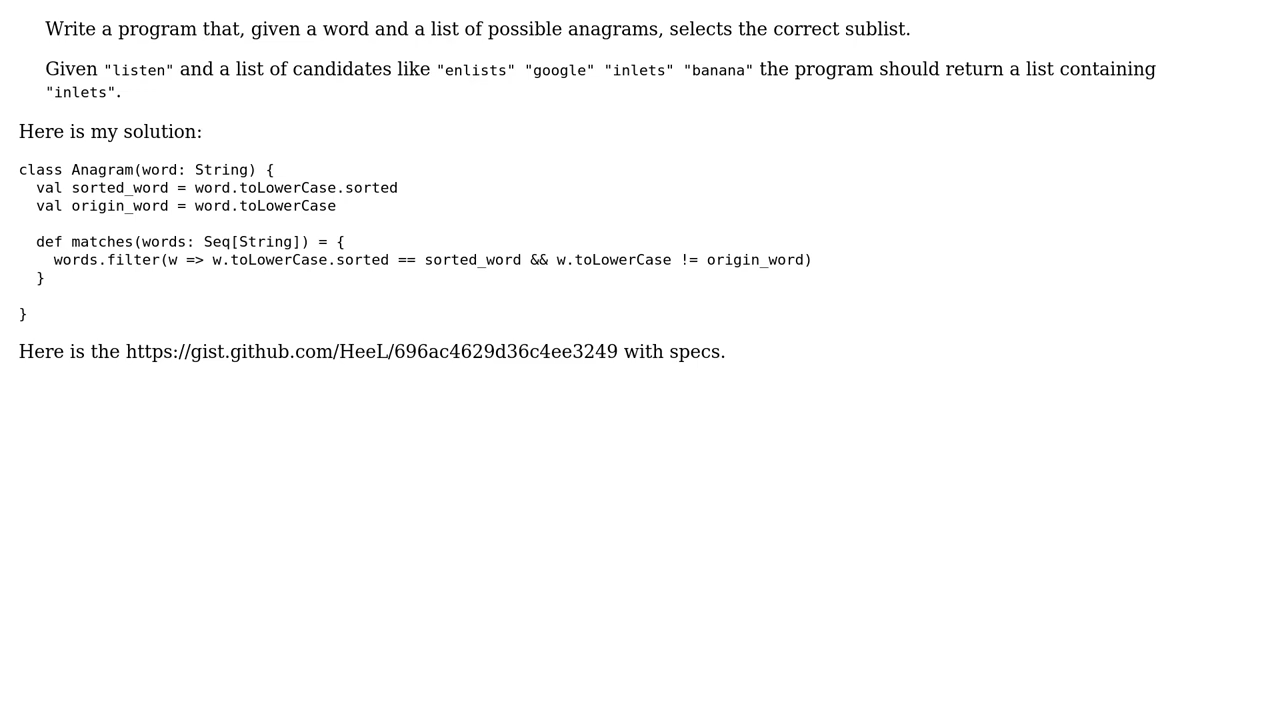 Write a program that, given a word and a list of possible anagrams, selects the correct sublist.
Given "listen" and a list of candidates like "enlists" "google" "inlets" "banana" the program should return a list containing
"inlets".
Here is my solution:
class Anagram(word: String) {
  val sorted_word = word.toLowerCase.sorted
  val origin_word = word.toLowerCase

  def matches(words: Seq[String]) = {
    words.filter(w => w.toLowerCase.sorted == sorted_word && w.toLowerCase != origin_word)
  }

}
Here is the https://gist.github.com/HeeL/696ac4629d36c4ee3249 with specs.